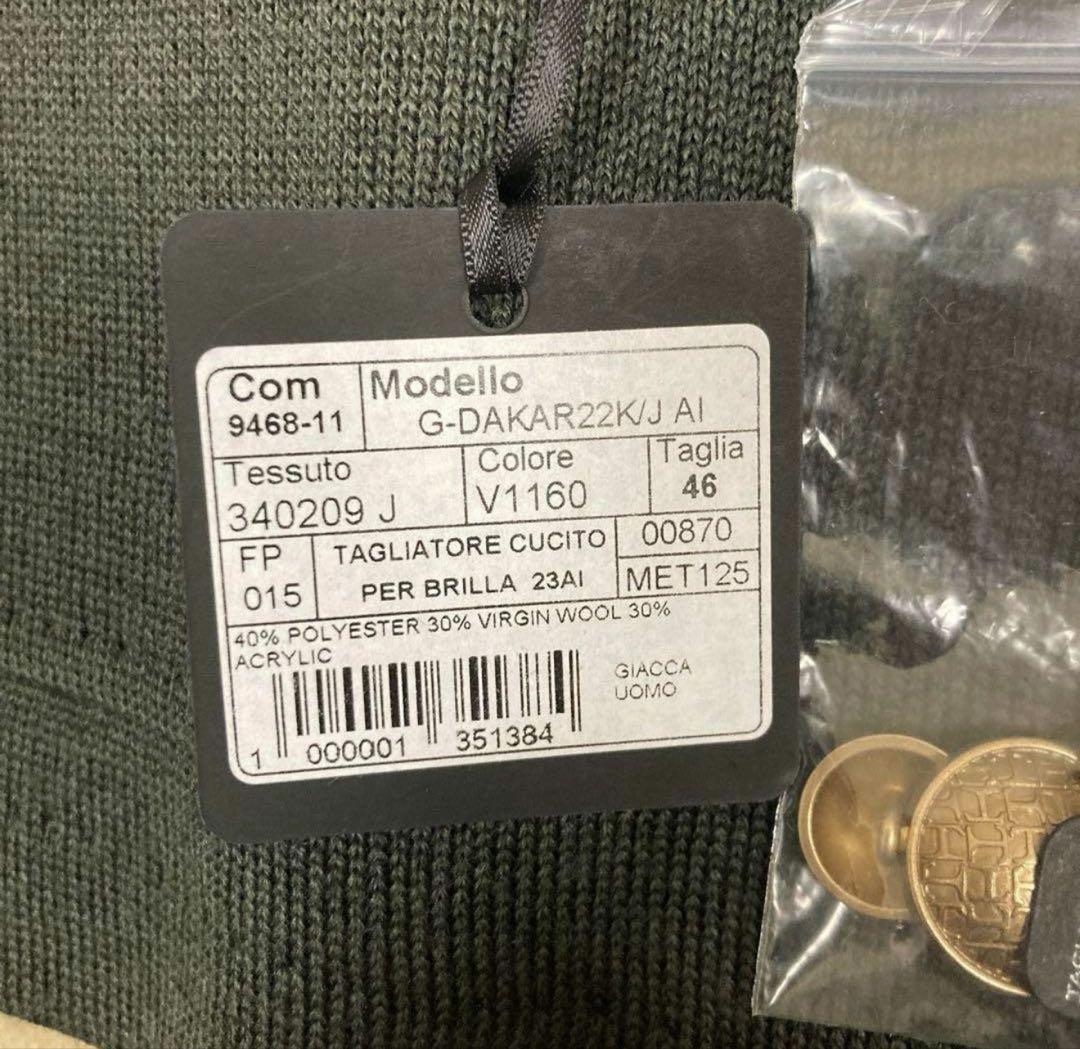 Com
9468-11
Modello
G-DAKAR22K/J AI
Tessuto
340209 J
Colore
V1160
Taglia
46
FP
015
TAGLIATORE CUCITO
PER BRILLA 23AI
00870
MET125
40% POLYESTER 30% VIRGIN WOOL 30%
ACRYLIC
GIACCA
UOMO
1 000001 351384